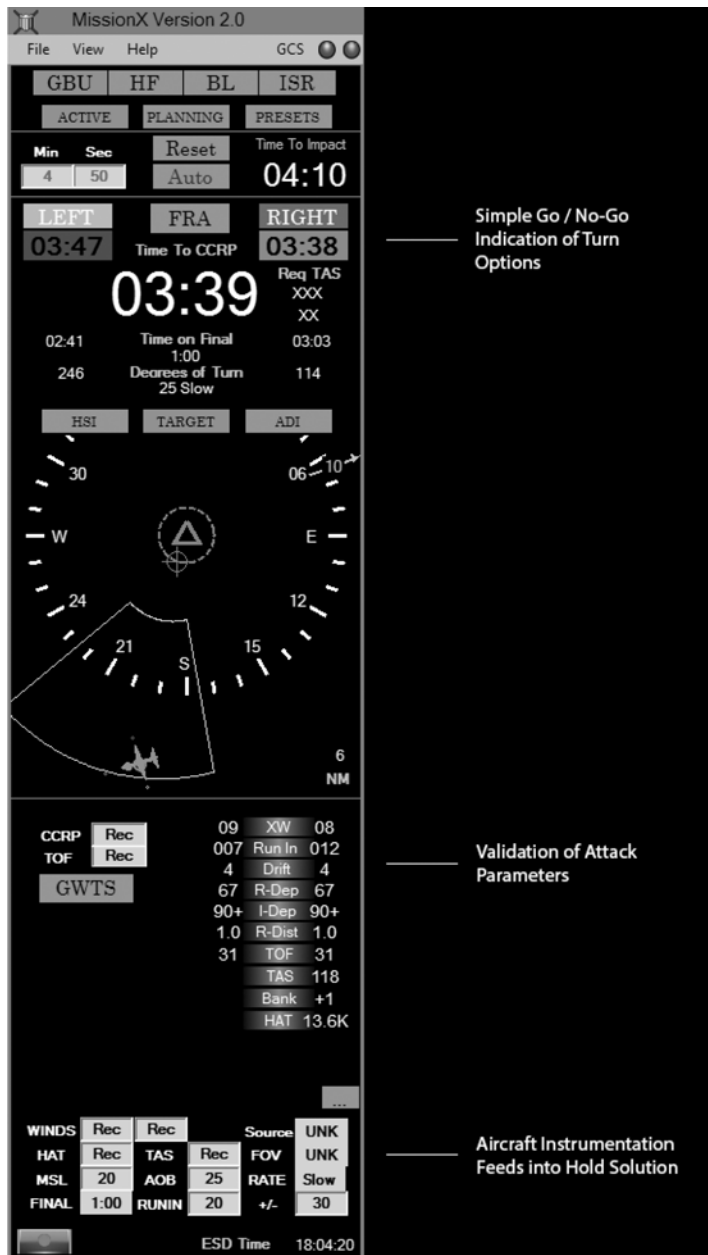 MissionX Version 2.0
File View Help GCS
GBU HF BL ISR
ACTIVE PLANNING PRESETS
Min Sec Reset Time To Impact
4 50 Auto 04:10
LEFT FRA RIGHT
03:47 Time To CCRP 03:38
03:39 Req TAS
XXX
XX
02:41 Time on Final 03:03
1:00
246 Degrees of Turn 114
25 Slow
HSI TARGET ADI
30 06 10
W E
24 12
21 15
S
6
NM
CCRP Rec
TOF Rec
GWTS
09 XW 08
007 Run In 012
4 Drift 4
67 R-Dep 67
90+ I-Dep 90+
1.0 R-Dist 1.0
31 TOF 31
TAS 118
Bank +1
HAT 13.6K
...
WINDS Rec Rec Source UNK
HAT Rec TAS Rec FOV UNK
MSL 20 AOB 25 RATE Slow
FINAL 1:00 RUNIN 20 +/- 30
ESD Time 18:04:20
Simple Go / No-Go
Indication of Turn
Options
Validation of Attack
Parameters
Aircraft Instrumentation
Feeds into Hold Solution